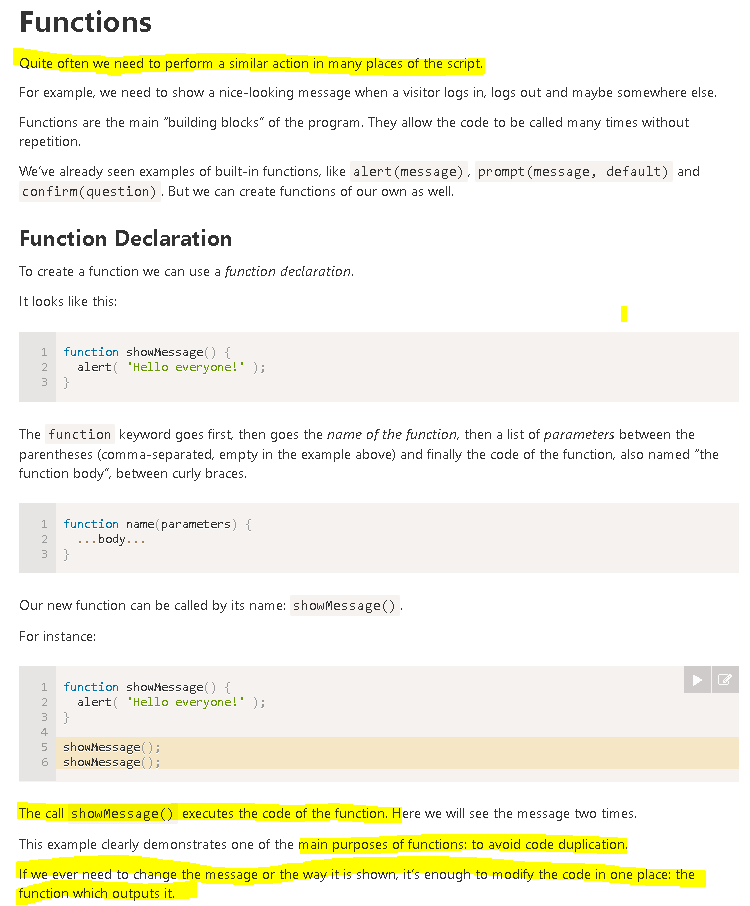 Functions
Quite often we need to perform a similar action in many places of the script.
For example, we need to show a nice-looking message when a visitor logs in, logs out and maybe somewhere else.
Functions are the main “building blocks” of the program. They allow the code to be called many times without
repetition.
We’ve already seen examples of built-in functions, like alert(message), prompt(message, default) and
confirm(question). But we can create functions of our own as well.
Function Declaration
To create a function we can use a function declaration.
It looks like this:
1 function showMessage() {
2   alert( 'Hello everyone!' );
3 }
The function keyword goes first, then goes the name of the function, then a list of parameters between the
parentheses (comma-separated, empty in the example above) and finally the code of the function, also named “the
function body”, between curly braces.
1 function name(parameters) {
2   ...body...
3 }
Our new function can be called by its name: showMessage().
For instance:
1 function showMessage() {
2   alert( 'Hello everyone!' );
3 }
4
5 showMessage();
6 showMessage();
The call showMessage() executes the code of the function. Here we will see the message two times.
This example clearly demonstrates one of the main purposes of functions: to avoid code duplication.
If we ever need to change the message or the way it is shown, it’s enough to modify the code in one place: the
function which outputs it.